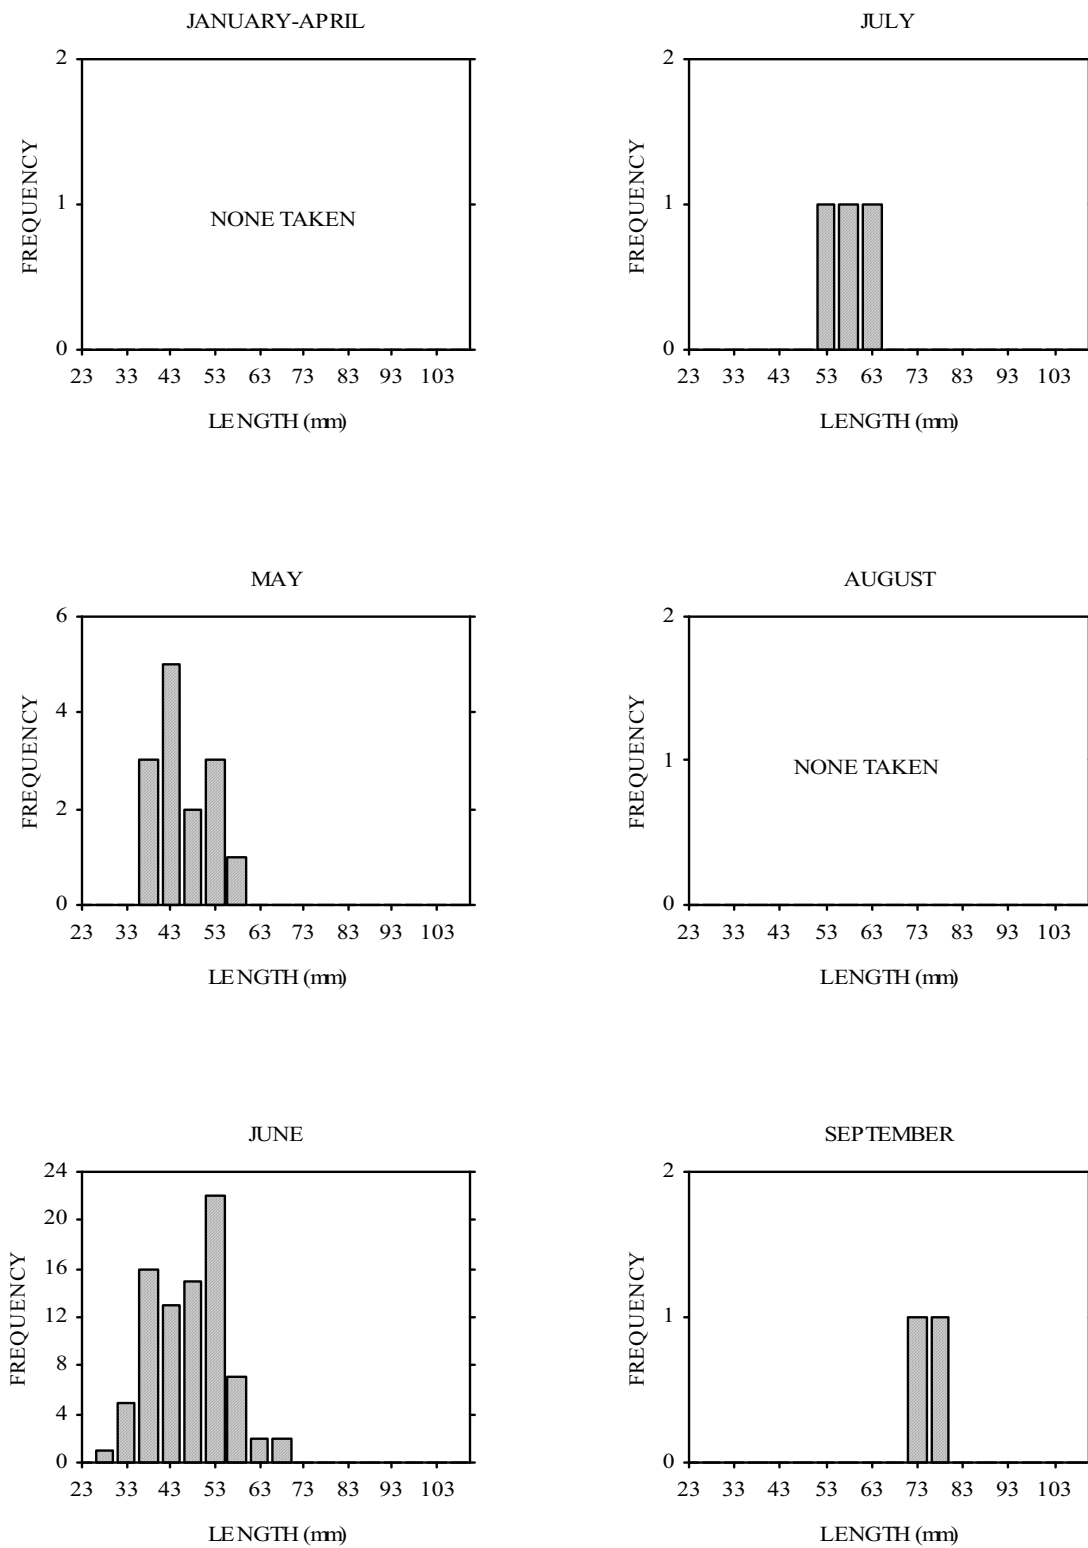 JANUARY-APRIL
2
1
0
FREQUENCY
NONE TAKEN
23 33 43 53 63 73 83 93 103
LENGTH (mm)
JULY
2
1
0
FREQUENCY
23 33 43 53 63 73 83 93 103
LENGTH (mm)
MAY
6
4
2
0
FREQUENCY
23 33 43 53 63 73 83 93 103
LENGTH (mm)
AUGUST
2
1
0
FREQUENCY
NONE TAKEN
23 33 43 53 63 73 83 93 103
LENGTH (mm)
JUNE
24
20
16
12
8
4
0
FREQUENCY
23 33 43 53 63 73 83 93 103
LENGTH (mm)
SEPTEMBER
2
1
0
FREQUENCY
23 33 43 53 63 73 83 93 103
LENGTH (mm)